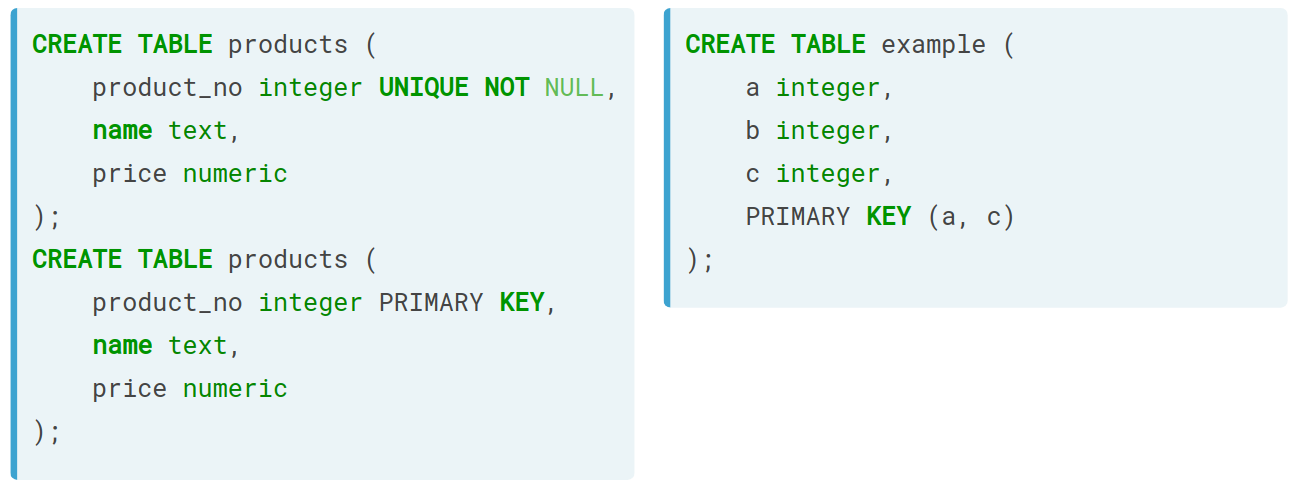 CREATE TABLE products (
    product_no integer UNIQUE NOT NULL,
    name text,
    price numeric
);
CREATE TABLE products (
    product_no integer PRIMARY KEY,
    name text,
    price numeric
);
CREATE TABLE example (
    a integer,
    b integer,
    c integer,
    PRIMARY KEY (a, c)
);